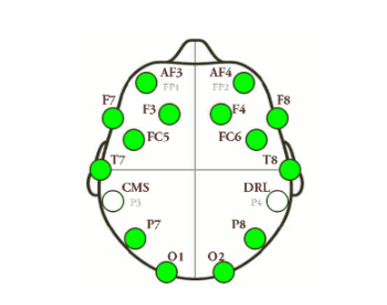 AF3 AF4
FP1 FP2
F7 F8
F3 F4
FC5 FC6
T7 T8
CMS DRL
P3 P4
P7 P8
O1 O2